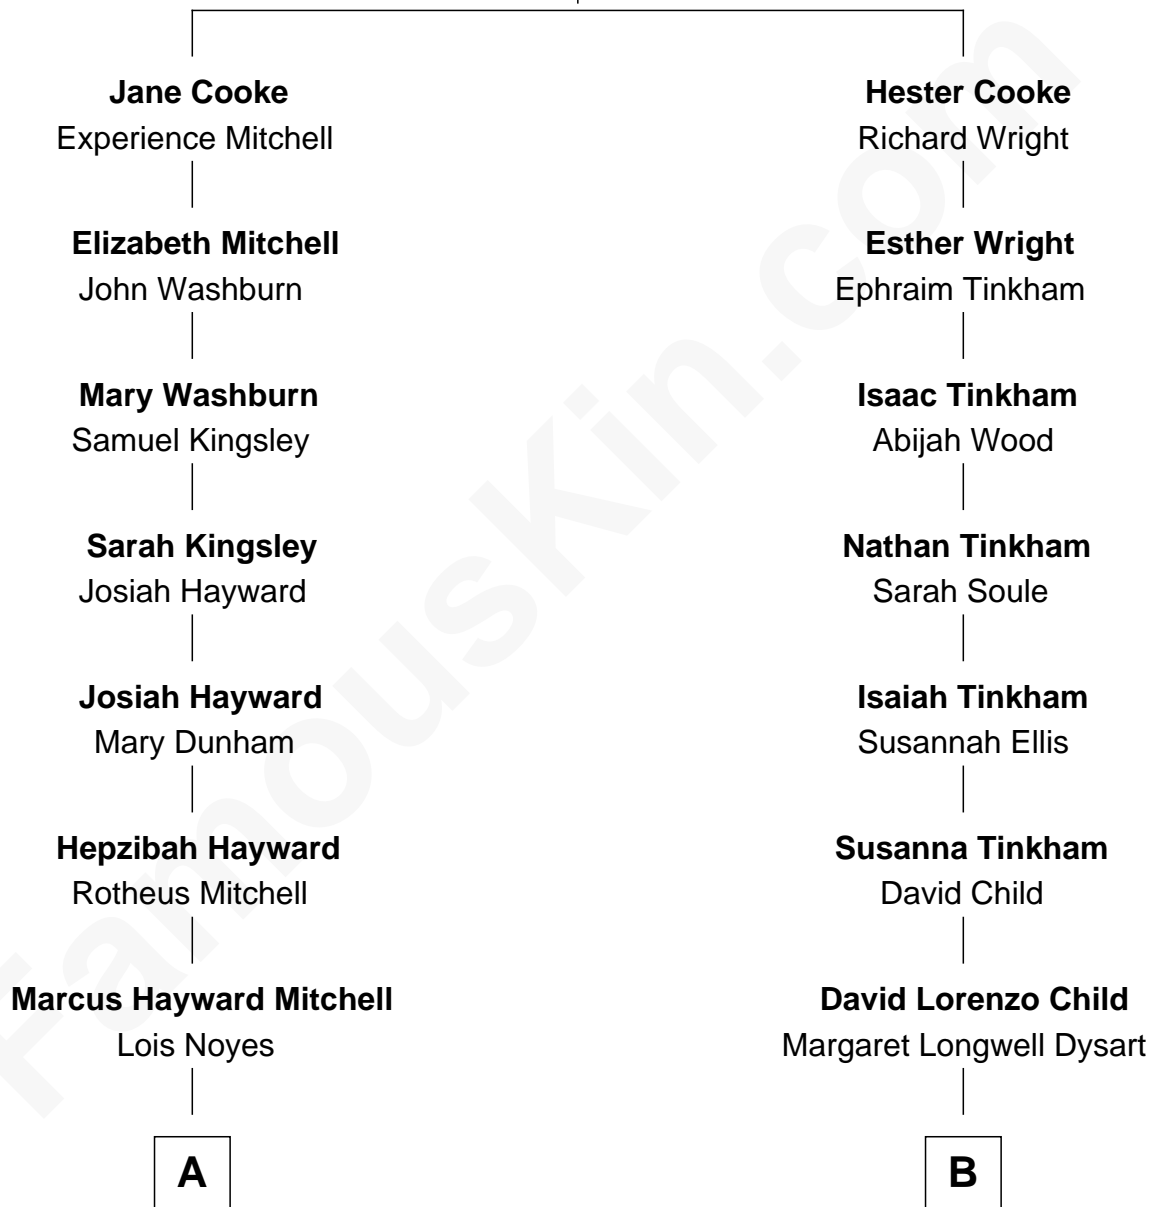 Jane Cooke
Experience Mitchell
Elizabeth Mitchell
John Washburn
Mary Washburn
Samuel Kingsley
Sarah Kingsley
Josiah Hayward
Josiah Hayward
Mary Dunham
Hepzibah Hayward
Rotheus Mitchell
Marcus Hayward Mitchell
Lois Noyes
A
Hester Cooke
Richard Wright
Esther Wright
Ephraim Tinkham
Isaac Tinkham
Abijah Wood
Nathan Tinkham
Sarah Soule
Isaiah Tinkham
Susannah Ellis
Susanna Tinkham
David Child
David Lorenzo Child
Margaret Longwell Dysart
B
FamousKin.com